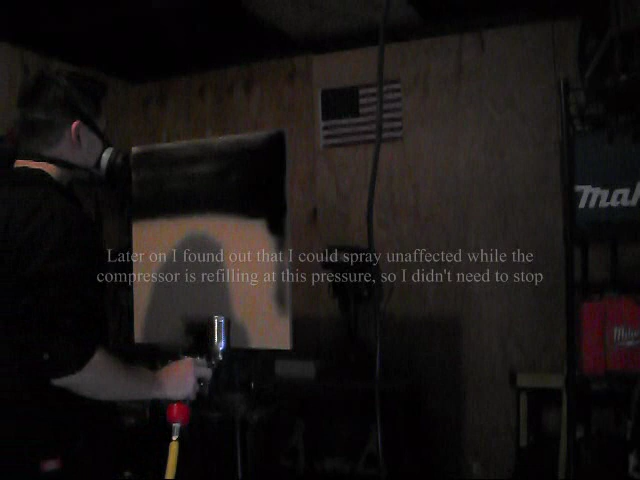 Later on I found out that I could spray unaffected while the
compressor is refilling at this pressure, so I didn't need to stop
Mak
Milwau